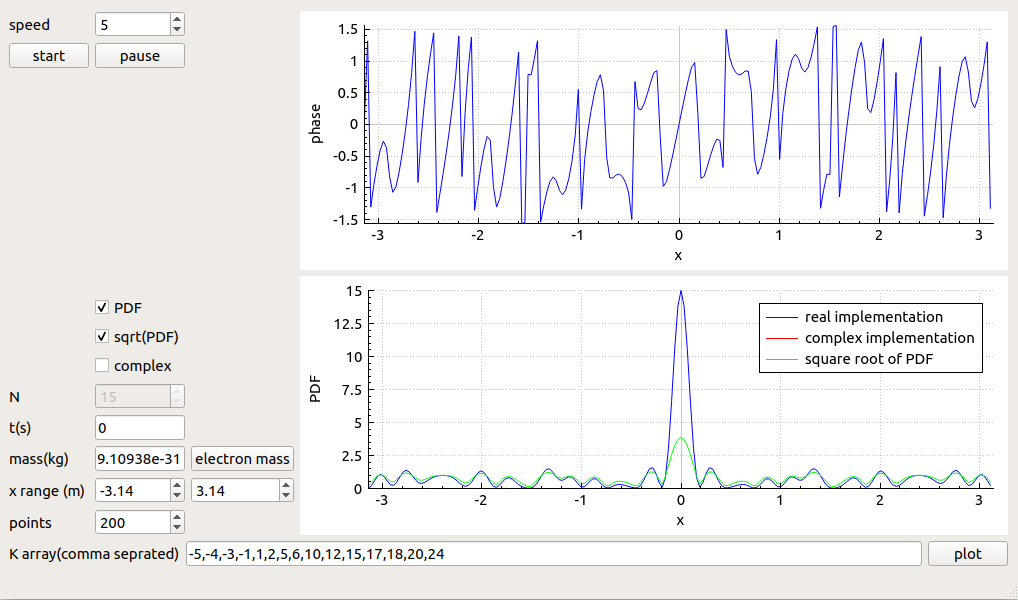 speed 5
start pause
phase
1.5
1
0.5
0
-0.5
-1
-1.5
-3 -2 -1 0 1 2 3
x
PDF
sqrt(PDF)
complex
N 15
t(s) 0
mass(kg) 9.10938e-31 electron mass
x range (m) -3.14 3.14
points 200
PDF
15
12.5
10
7.5
5
2.5
0
real implementation
complex implementation
square root of PDF
-3 -2 -1 0 1 2 3
x
K array(comma seprated) -5,-4,-3,-1,1,2,5,6,10,12,15,17,18,20,24 plot